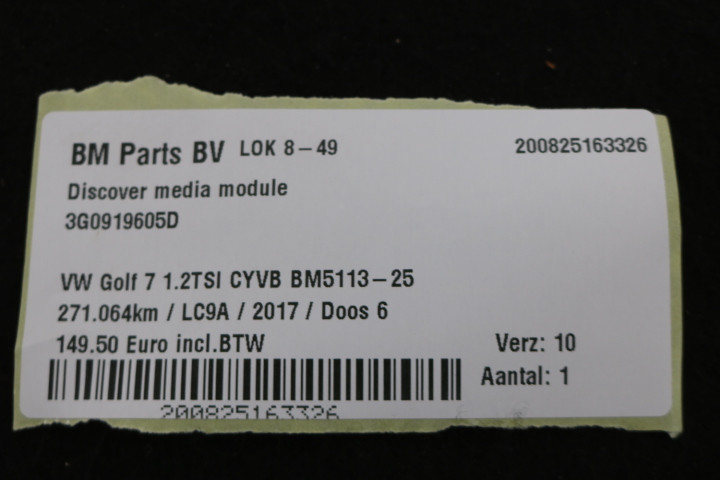 BM Parts BV LOK 8-49 200825163326
Discover media module
3G0919605D
VW Golf 7 1.2TSI CYVB BM5113-25
271.064km / LC9A / 2017 / Doos 6
149.50 Euro incl.BTW Verz: 10
Aantal: 1
200825163326